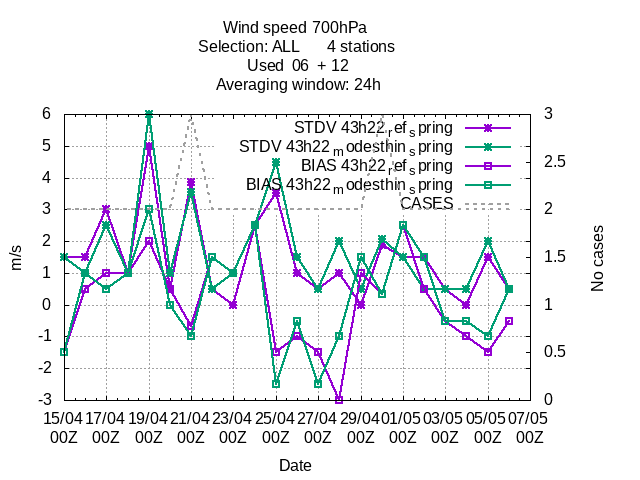 Wind speed 700hPa
Selection: ALL 4 stations
Used 06 + 12
Averaging window: 24h
STDV 43h22_ref_spring
STDV 43h22_modesthin_spring
BIAS 43h22_ref_spring
BIAS 43h22_modesthin_spring
CASES
6
5
4
3
2
1
0
-1
-2
-3
m/s
3
2.5
2
1.5
1
0.5
0
No cases
15/04 17/04 19/04 21/04 23/04 25/04 27/04 29/04 01/05 03/05 05/05 07/05
00Z 00Z 00Z 00Z 00Z 00Z 00Z 00Z 00Z 00Z 00Z 00Z
Date